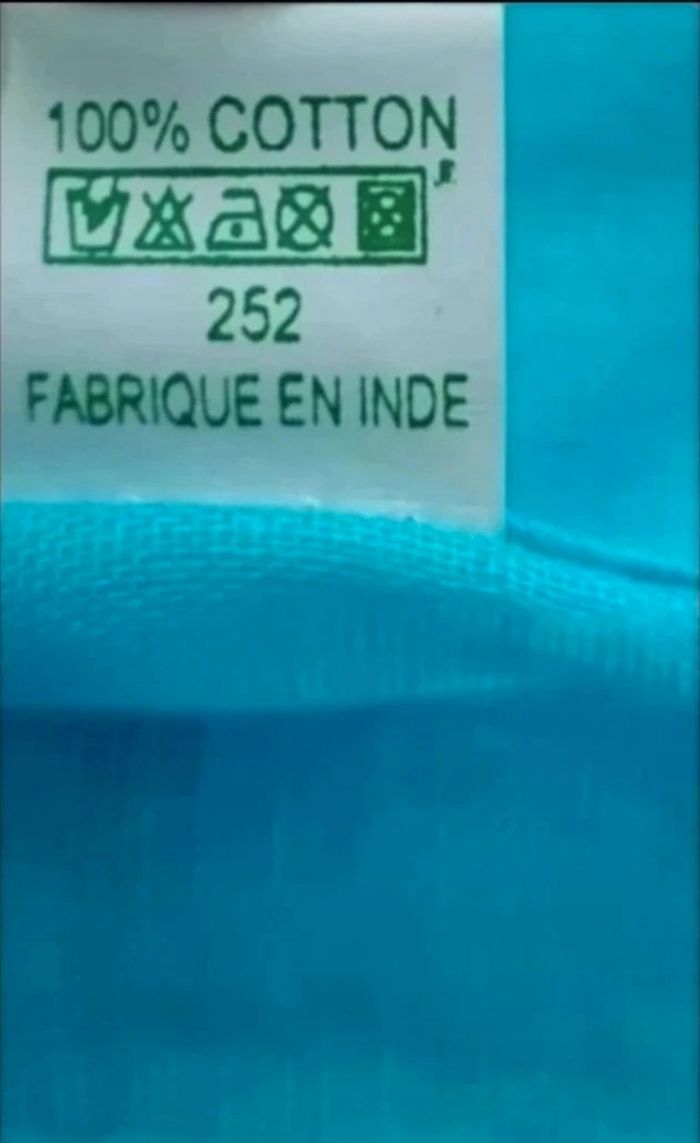 100% COTTON
252
FABRIQUE EN INDE